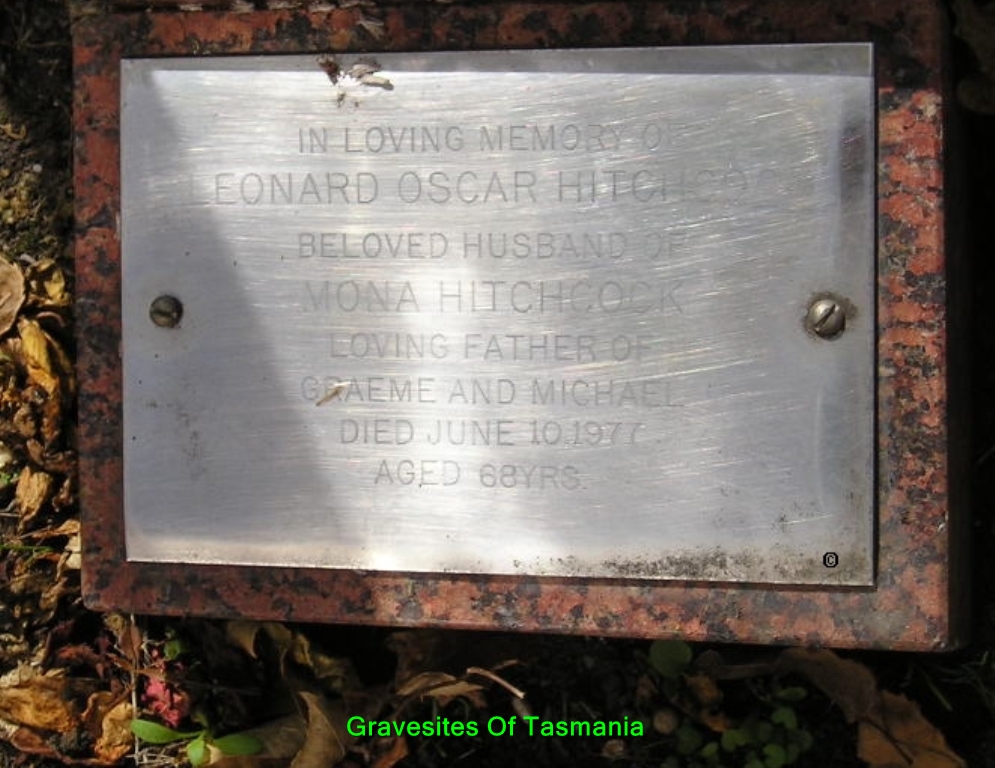 IN LOVING MEMORY OF
LEONARD OSCAR HITCHCOCK
BELOVED HUSBAND OF
MONA HITCHCOCK
LOVING FATHER OF
GRAEME AND MICHAEL
DIED JUNE 10.1977
AGED 68YRS.
©
Gravesites Of Tasmania